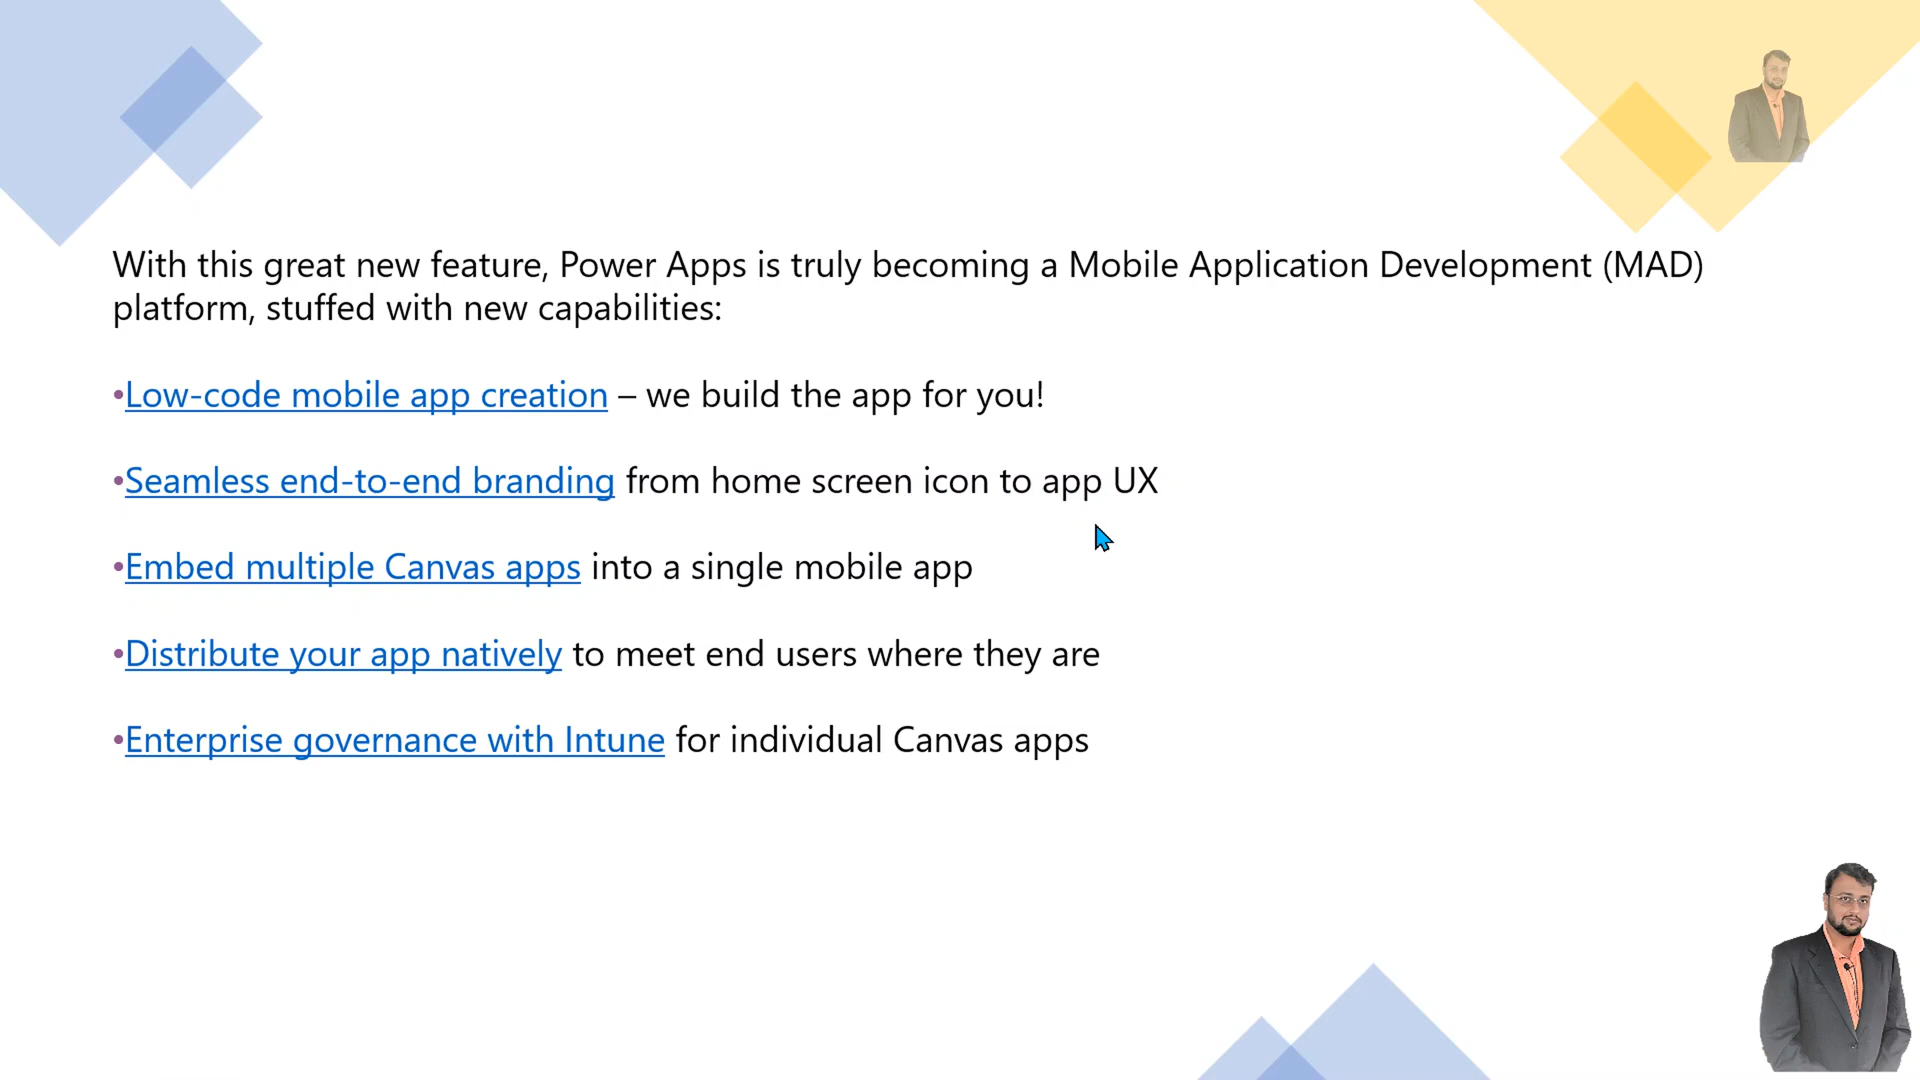 With this great new feature, Power Apps is truly becoming a Mobile Application Development (MAD)
platform, stuffed with new capabilities:
•Low-code mobile app creation – we build the app for you!
•Seamless end-to-end branding from home screen icon to app UX
•Embed multiple Canvas apps into a single mobile app
•Distribute your app natively to meet end users where they are
•Enterprise governance with Intune for individual Canvas apps